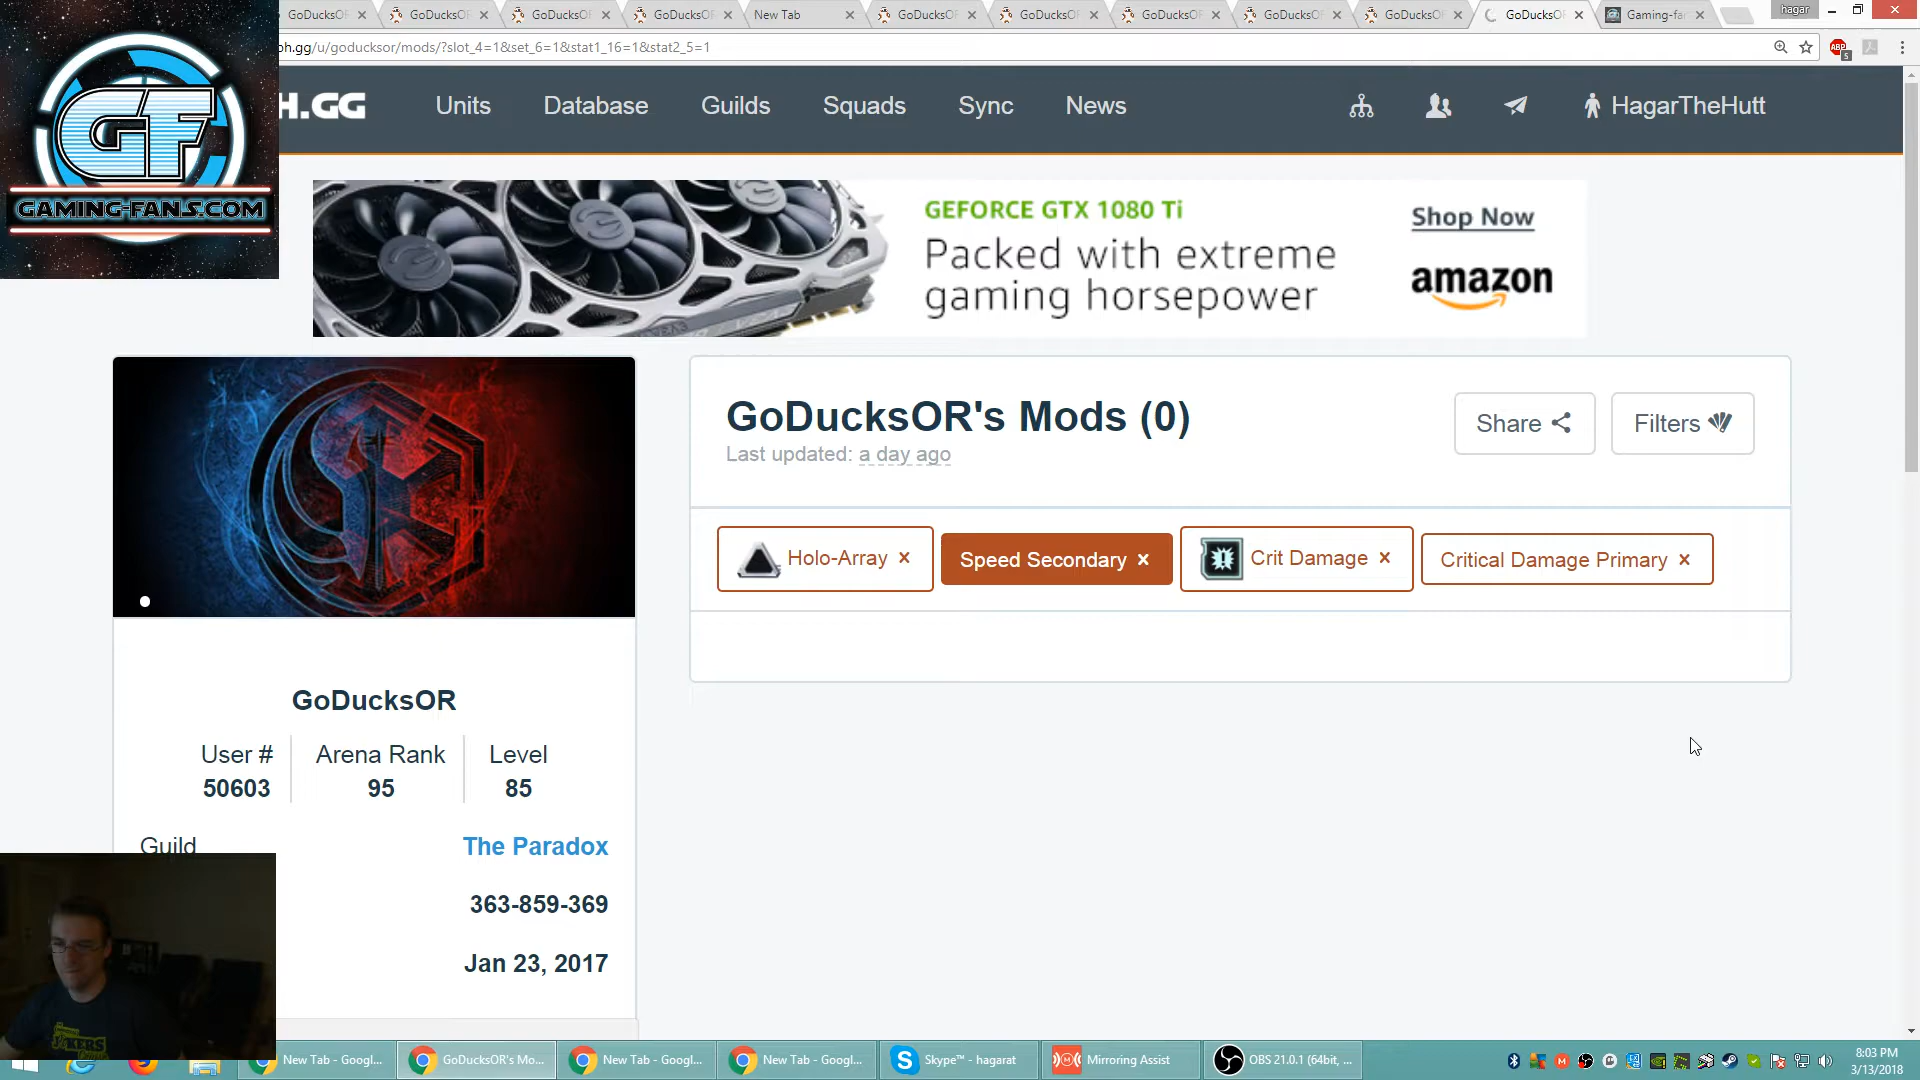 GoDucksOR
GoDucksOR
GoDucksOR
GoDucksOR
New Tab
GoDucksOR
GoDucksOR
GoDucksOR
GoDucksOR
GoDucksOR
GoDucksOR
Gaming-fa
hagar
ph.gg/u/goducksor/mods/?slot_4=1&set_6=1&stat1_16=1&stat2_5=1
ABP
5
GF
GAMING-FANS.COM
H.GG
Units
Database
Guilds
Squads
Sync
News
HagarTheHutt
GEFORCE GTX 1080 Ti
Packed with extreme
gaming horsepower
Shop Now
amazon
GoDucksOR's Mods (0)
Last updated: a day ago
Share
Filters
Holo-Array ×
Speed Secondary ×
Crit Damage ×
Critical Damage Primary ×
GoDucksOR
User #
50603
Arena Rank
95
Level
85
Guild
The Paradox
363-859-369
Jan 23, 2017
JOKERS
New Tab - Googl...
GoDucksOR's Mo...
New Tab - Googl...
New Tab - Googl...
Skype™ - hagarat
Mirroring Assist
OBS 21.0.1 (64bit, ...
8:03 PM
3/13/2018